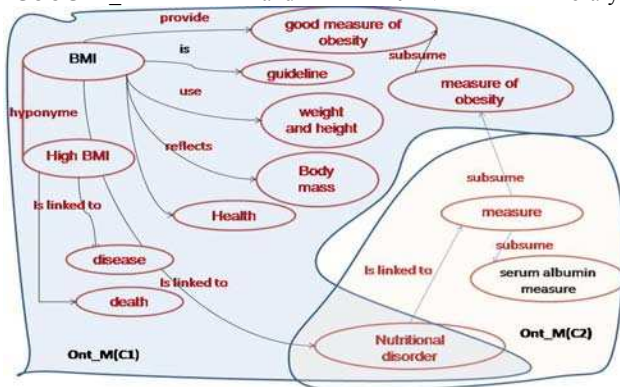 provide
good measure of
obesity
BMI
is
subsume
guideline
measure of
obesity
use
weight
and height
hyponyme
reflects
High BMI
Body
mass
subsume
Is linked to
Health
measure
subsume
disease
Is linked to
Is linked to
serum albumin
measure
death
Nutritional
disorder
Ont_M(C2)
Ont_M(C1)